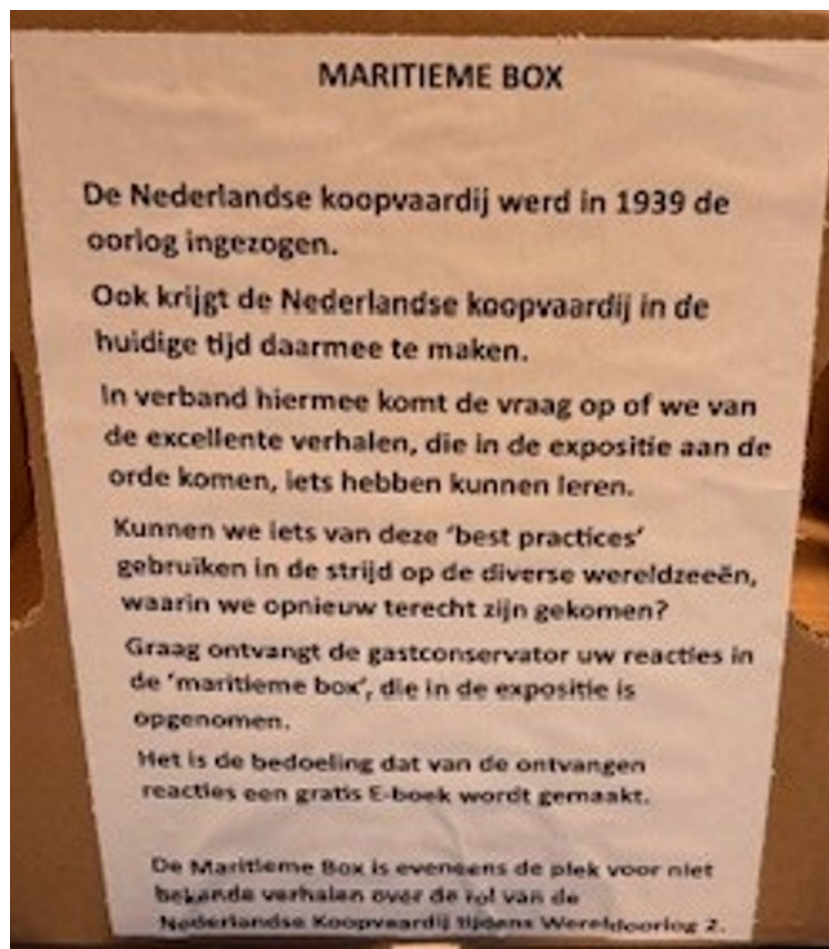 MARITIEME BOX
De Nederlandse koopvaardij werd in 1939 de
oorlog ingezogen.
Ook krijgt de Nederlandse koopvaardij in de
huidige tijd daarmee te maken.
In verband hiermee komt de vraag op of we van
de excellente verhalen, die in de expositie aan de
orde komen, iets hebben kunnen leren.
Kunnen we iets van deze ‘best practices’
gebruiken in de strijd op de diverse wereldzeeën,
waarin we opnieuw terecht zijn gekomen?
Graag ontvangt de gastconservator uw reacties in
de ‘maritieme box’, die in de expositie is
opgenomen.
Het is de bedoeling dat van de ontvangen
reacties een gratis E-boek wordt gemaakt.
De Maritieme Box is eveneens de plek voor niet
bekende verhalen over de rol van de
Nederlandse Koopvaardij tijdens Wereldoorlog 2.